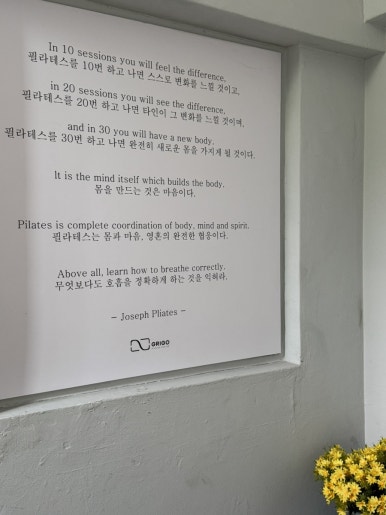 In 10 sessions you will feel the difference,
필라테스를 10번 하고 나면 스스로 변화를 느낄 것이고,
in 20 sessions you will see the difference,
필라테스를 20번 하고 나면 타인이 그 변화를 느낄 것이며,
and in 30 you will have a new body.
필라테스를 30번 하고 나면 완전히 새로운 몸을 가지게 될 것이다.
It is the mind itself which builds the body.
몸을 만드는 것은 마음이다.
Pilates is complete coordination of body, mind and spirit.
필라테스는 몸과 마음, 영혼의 완전한 협응이다.
Above all, learn how to breathe correctly.
무엇보다도 호흡을 정확하게 하는 것을 익혀라.
- Joseph Pliates -
GRIGO